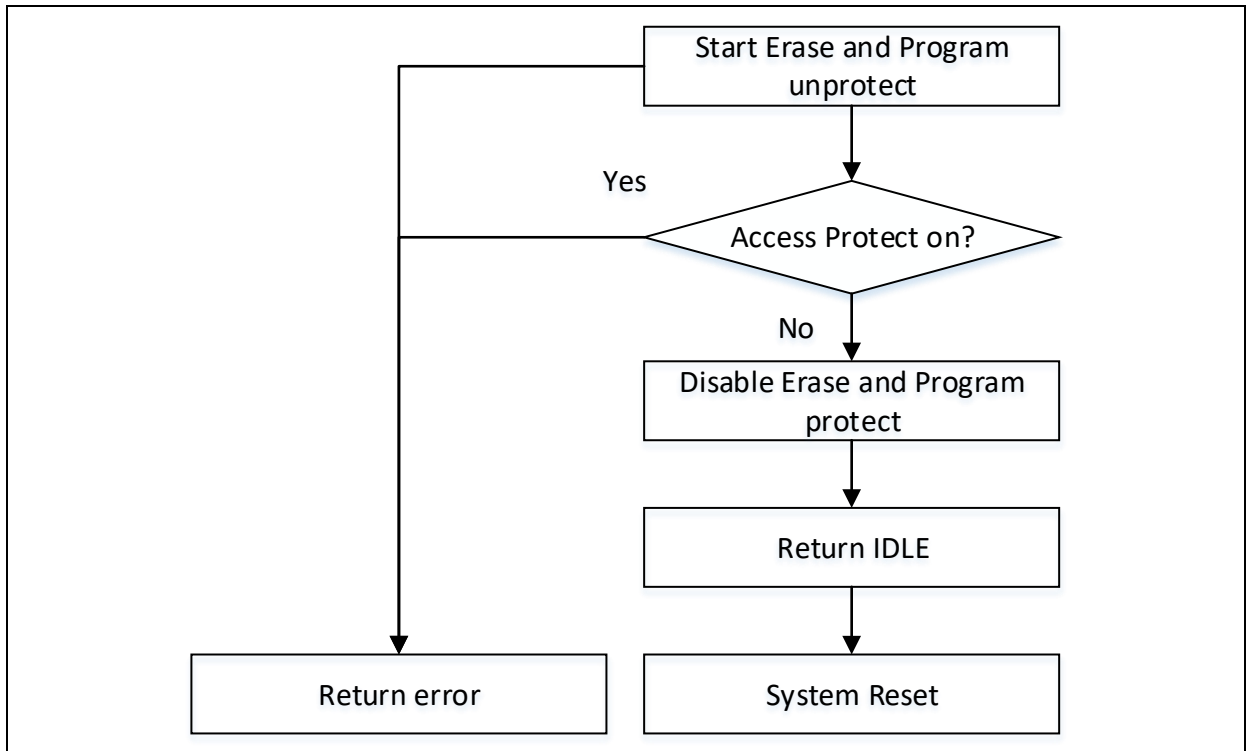 Start Erase and Program
unprotect
Yes
Access Protect on?
No
Disable Erase and Program
protect
Return IDLE
Return error
System Reset